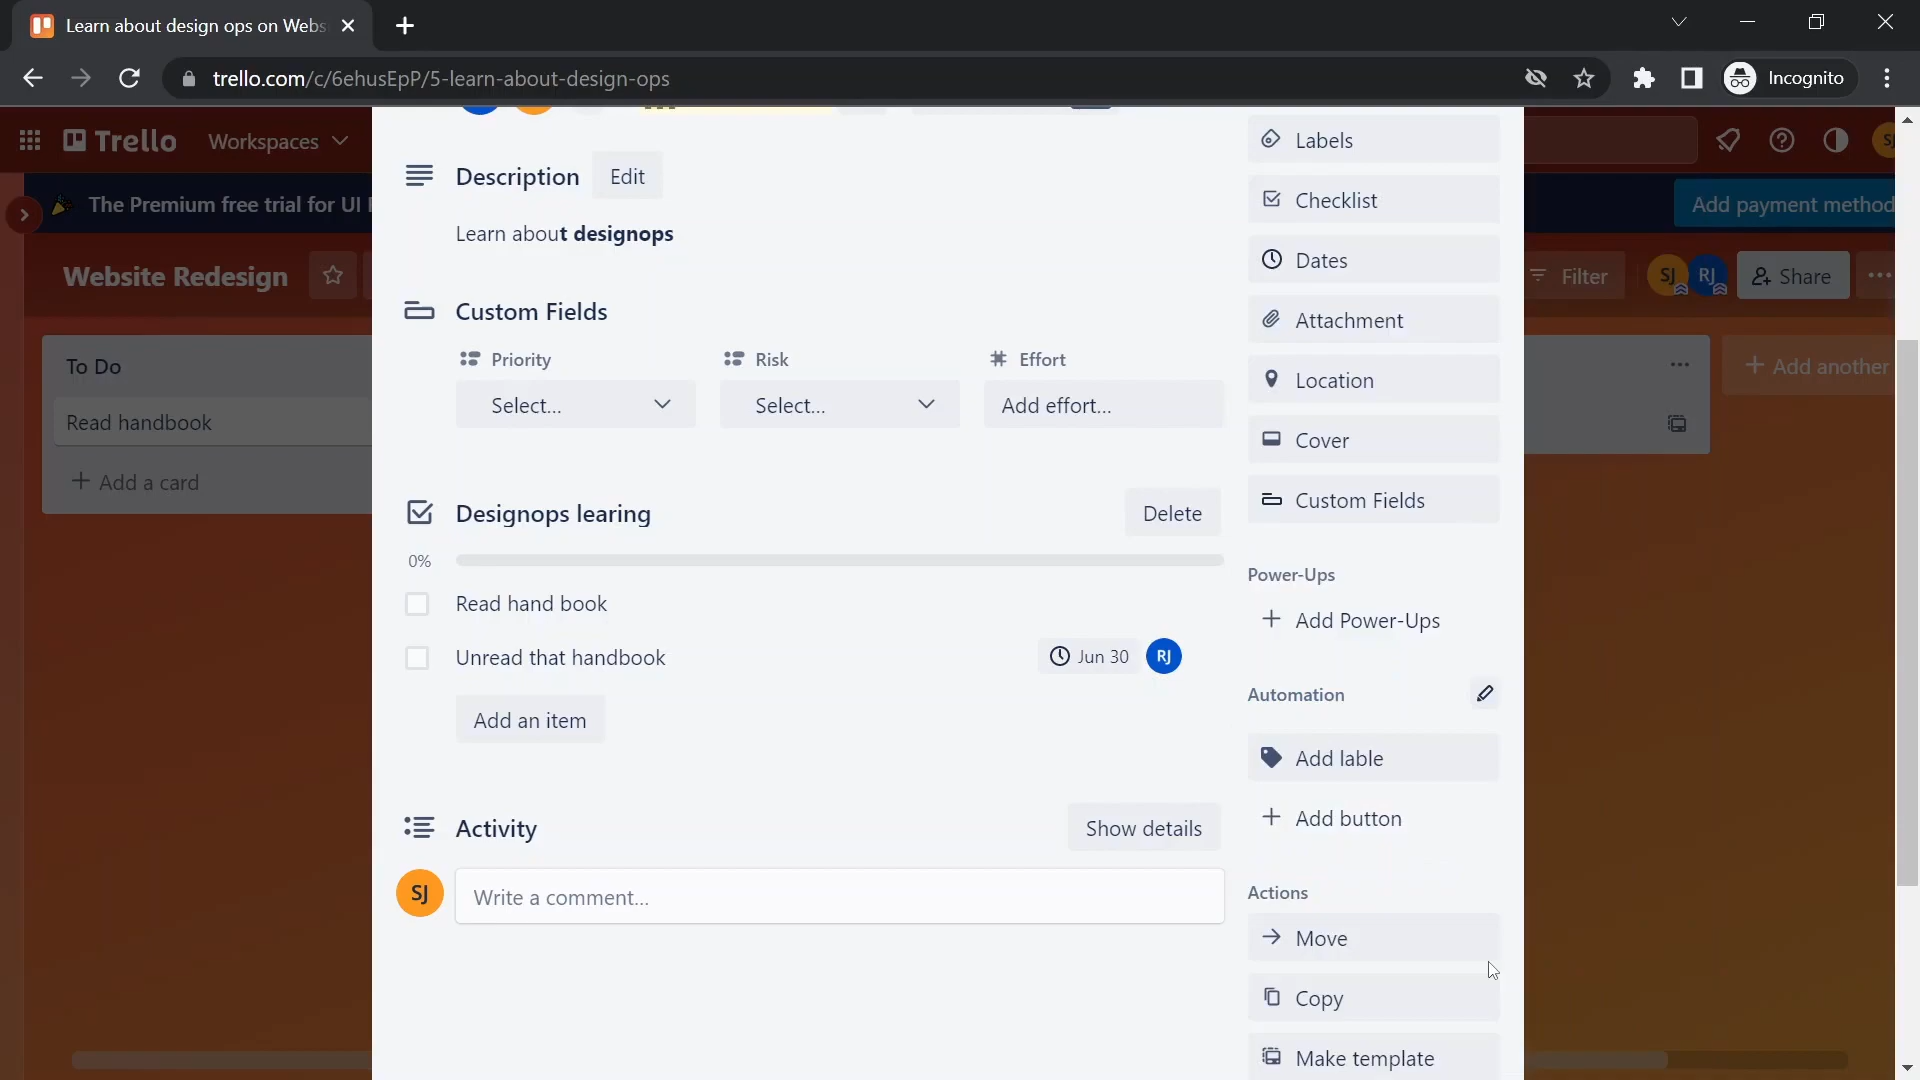 Learn about design ops on Webs
trello.com/c/6ehusEpP/5-learn-about-design-ops
Incognito
Trello
Workspaces
SJ
The Premium free trial for UI
Add payment method
Website Redesign
Filter
SJ
RJ
Share
To Do
Read handbook
Add a card
Add another
Description
Edit
Learn about designops
Custom Fields
Priority
Risk
Effort
Select...
Select...
Add effort...
Designops learing
Delete
0%
Read hand book
Unread that handbook
Jun 30
RJ
Add an item
Activity
Show details
SJ
Write a comment...
Labels
Checklist
Dates
Attachment
Location
Cover
Custom Fields
Power-Ups
Add Power-Ups
Automation
Add lable
Add button
Actions
Move
Copy
Make template